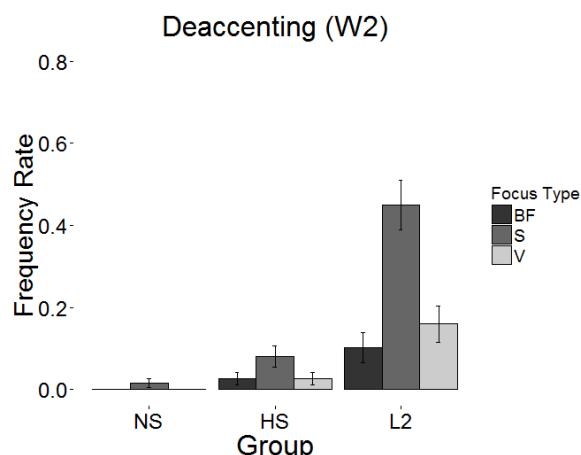 Deaccenting (W2)
Frequency Rate
0.8
0.6
0.4
0.2
0.0
NS HS L2
Group
Focus Type
BF
S
V